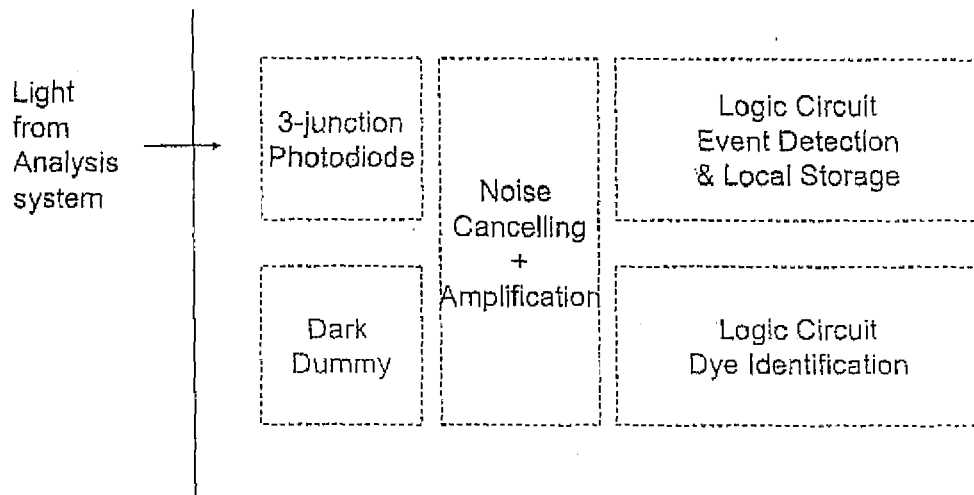 Light
from
Analysis
system
3-junction
Photodiode
Dark
Dummy
Noise
Cancelling
+
Amplification
Logic Circuit
Event Detection
& Local Storage
Logic Circuit
Dye Identification